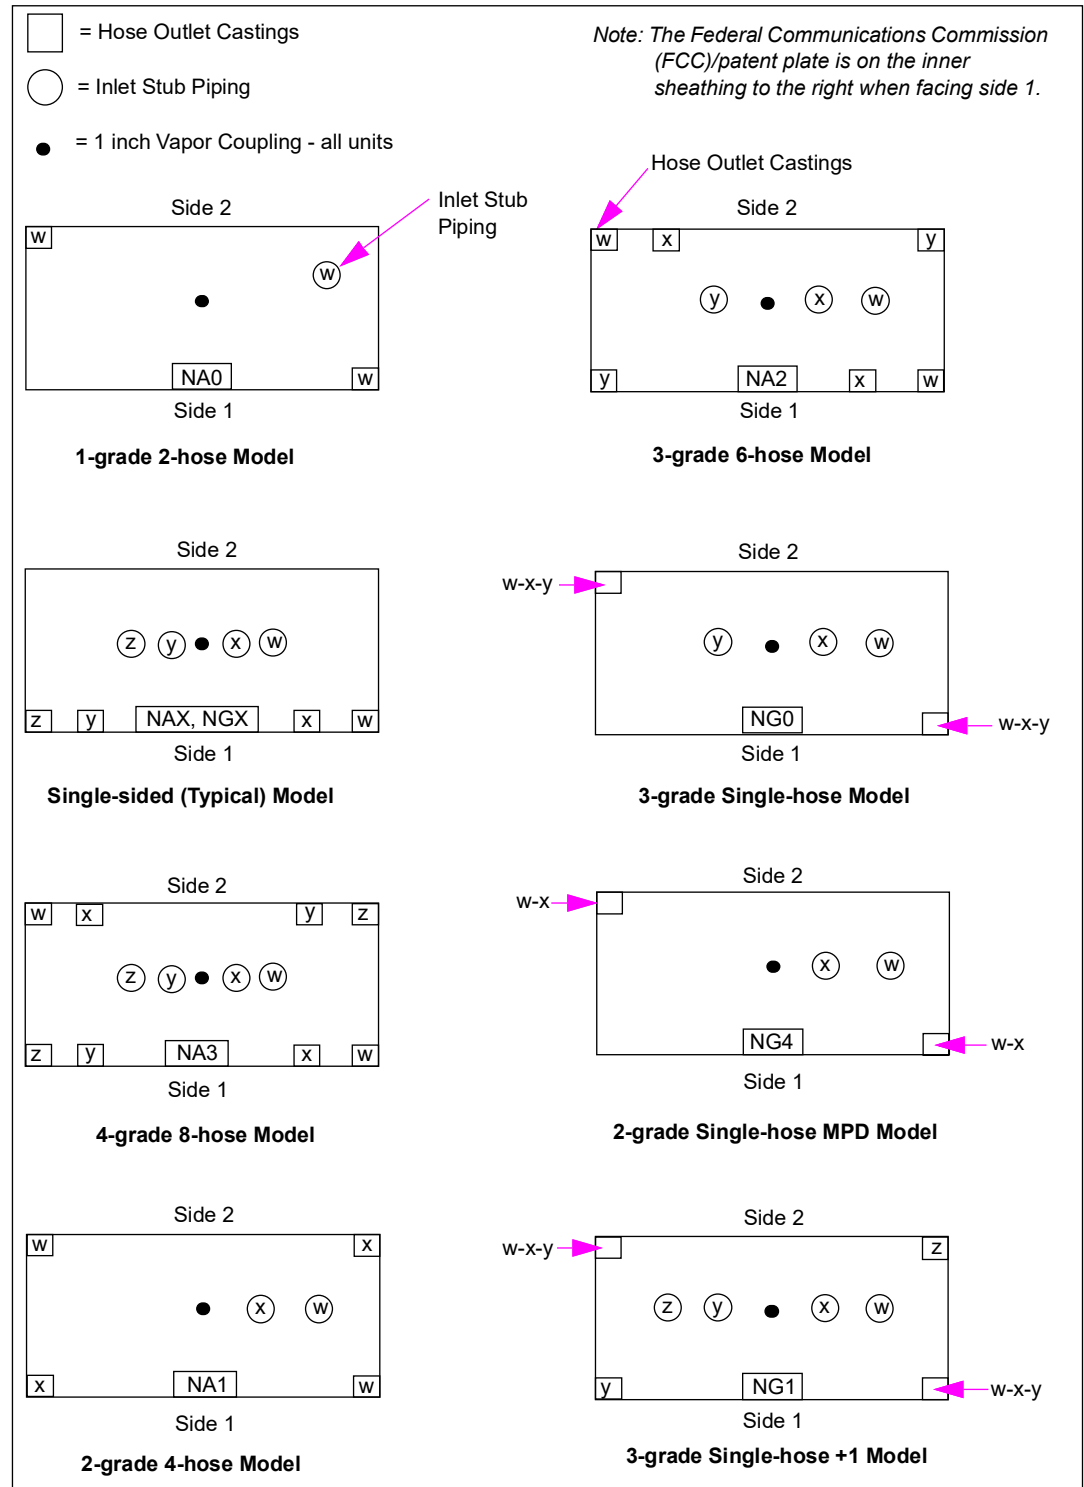 = Hose Outlet Castings
= Inlet Stub Piping
= 1 inch Vapor Coupling - all units
Note: The Federal Communications Commission
(FCC)/patent plate is on the inner
sheathing to the right when facing side 1.
Side 2
Inlet Stub
Piping
w
w
NA0
w
Side 1
1-grade 2-hose Model
Hose Outlet Castings
Side 2
w x y
y x w
y NA2 x w
Side 1
3-grade 6-hose Model
Side 2
z y x w
z y NAX, NGX x w
Side 1
Single-sided (Typical) Model
Side 2
w-x-y
y x w
NG0
w-x-y
Side 1
3-grade Single-hose Model
Side 2
w x y z
z y x w
z y NA3 x w
Side 1
4-grade 8-hose Model
Side 2
w-x
x w
NG4
w-x
Side 1
2-grade Single-hose MPD Model
Side 2
w x
x w
x NA1 w
Side 1
2-grade 4-hose Model
Side 2
w-x-y
z
z y x w
y NG1
w-x-y
Side 1
3-grade Single-hose +1 Model